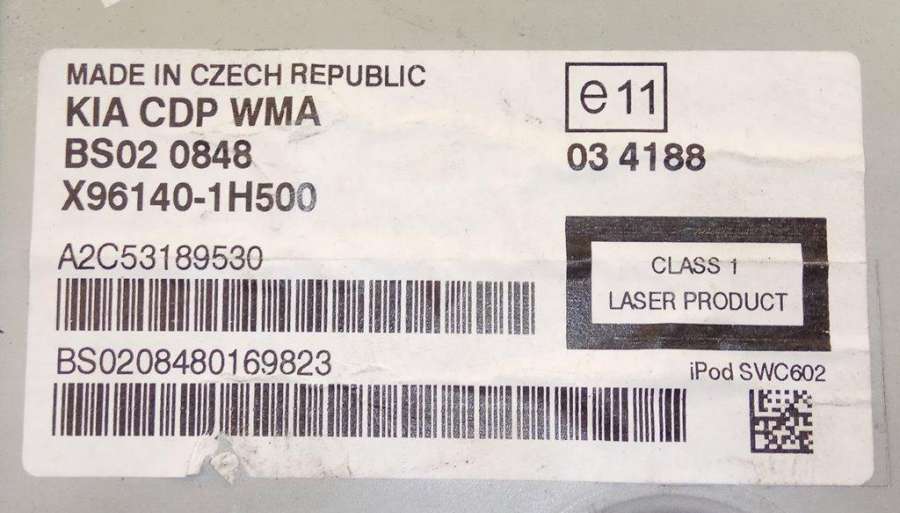 MADE IN CZECH REPUBLIC
KIA CDP WMA
BS02 0848
X96140-1H500
e11
03 4188
A2C53189530
CLASS 1
LASER PRODUCT
BS0208480169823
iPod SWC602